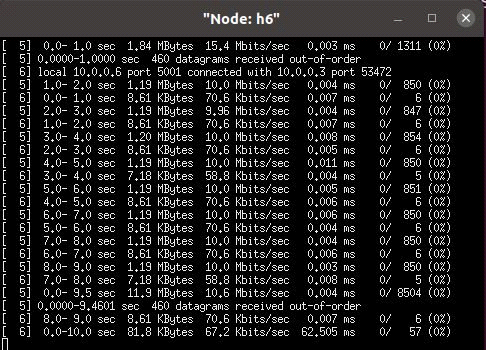 "Node: h6"
[  5]  0.0- 1.0 sec  1.84 MBytes  15.4 Mbits/sec   0.003 ms    0/ 1311 (0%)
[  5] 0.0000-1.0000 sec  460 datagrams received out-of-order
[  6] local 10.0.0.6 port 5001 connected with 10.0.0.3 port 53472
[  5]  1.0- 2.0 sec  1.19 MBytes  10.0 Mbits/sec   0.004 ms    0/  850 (0%)
[  6]  0.0- 1.0 sec  8.61 KBytes  70.6 Kbits/sec   0.007 ms    0/    6 (0%)
[  5]  2.0- 3.0 sec  1.19 MBytes  9.96 Mbits/sec   0.004 ms    0/  847 (0%)
[  6]  1.0- 2.0 sec  8.61 KBytes  70.6 Kbits/sec   0.006 ms    0/    6 (0%)
[  5]  3.0- 4.0 sec  1.20 MBytes  10.0 Mbits/sec   0.008 ms    0/  854 (0%)
[  6]  2.0- 3.0 sec  8.61 KBytes  70.6 Kbits/sec   0.005 ms    0/    6 (0%)
[  5]  4.0- 5.0 sec  1.19 MBytes  10.0 Mbits/sec   0.011 ms    0/  850 (0%)
[  6]  3.0- 4.0 sec  7.18 KBytes  58.8 Kbits/sec   0.004 ms    0/    5 (0%)
[  5]  5.0- 6.0 sec  1.19 MBytes  10.0 Mbits/sec   0.005 ms    0/  851 (0%)
[  6]  4.0- 5.0 sec  8.61 KBytes  70.6 Kbits/sec   0.006 ms    0/    6 (0%)
[  5]  6.0- 7.0 sec  1.19 MBytes  10.0 Mbits/sec   0.006 ms    0/  850 (0%)
[  6]  5.0- 6.0 sec  8.61 KBytes  70.6 Kbits/sec   0.005 ms    0/    6 (0%)
[  5]  7.0- 8.0 sec  1.19 MBytes  10.0 Mbits/sec   0.004 ms    0/  850 (0%)
[  6]  6.0- 7.0 sec  8.61 KBytes  70.6 Kbits/sec   0.006 ms    0/    6 (0%)
[  5]  8.0- 9.0 sec  1.19 MBytes  10.0 Mbits/sec   0.003 ms    0/  850 (0%)
[  6]  7.0- 8.0 sec  7.18 KBytes  58.8 Kbits/sec   0.008 ms    0/    5 (0%)
[  5]  0.0- 9.5 sec  11.9 MBytes  10.6 Mbits/sec   0.004 ms    0/ 8504 (0%)
[  5] 0.0000-9.4601 sec  460 datagrams received out-of-order
[  6]  8.0- 9.0 sec  8.61 KBytes  70.6 Kbits/sec   0.007 ms    0/    6 (0%)
[  6]  0.0-10.0 sec  81.8 KBytes  67.2 Kbits/sec  62.505 ms    0/   57 (0%)